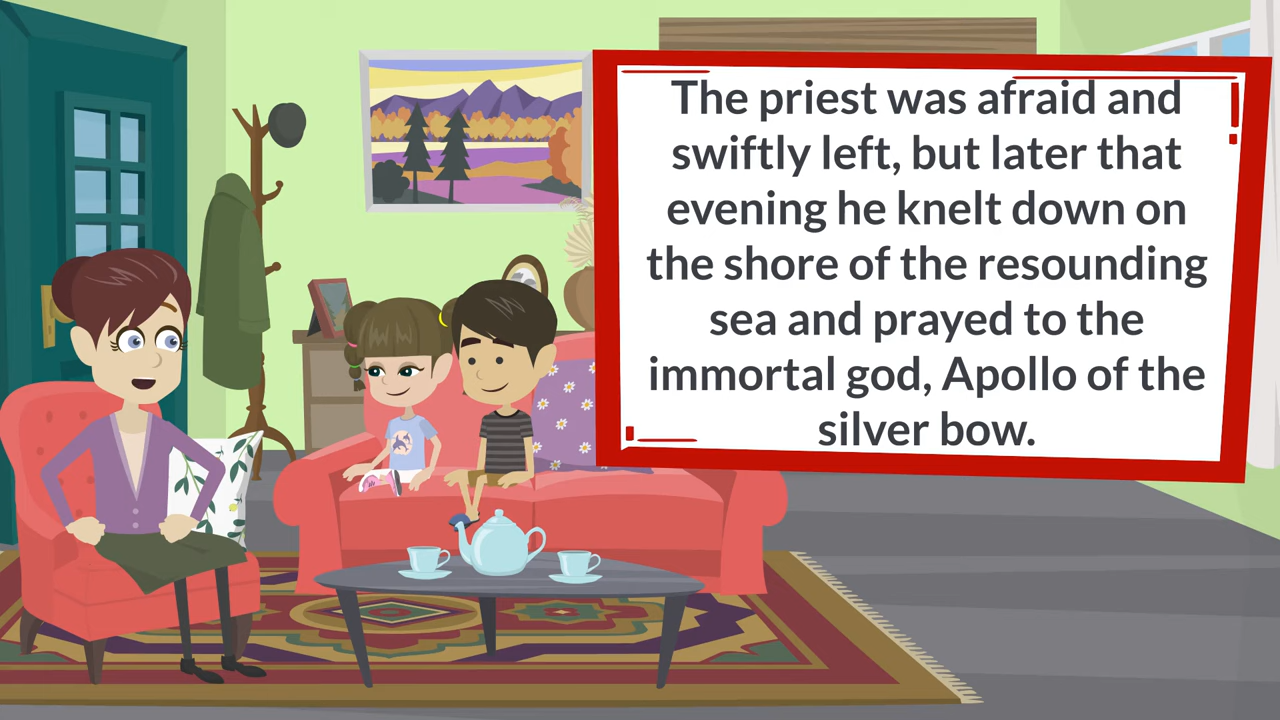 The priest was afraid and
swiftly left, but later that
evening he knelt down on
the shore of the resounding
sea and prayed to the
immortal god, Apollo of the
silver bow.